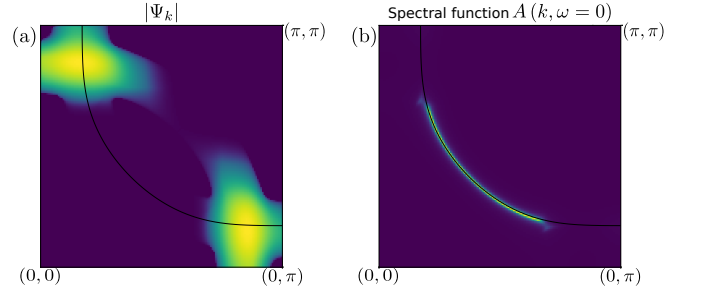 |Ψ_k|
(a)
(π, π)
(0, 0)
(0, π)
Spectral function A (k, ω = 0)
(b)
(π, π)
(0, 0)
(0, π)